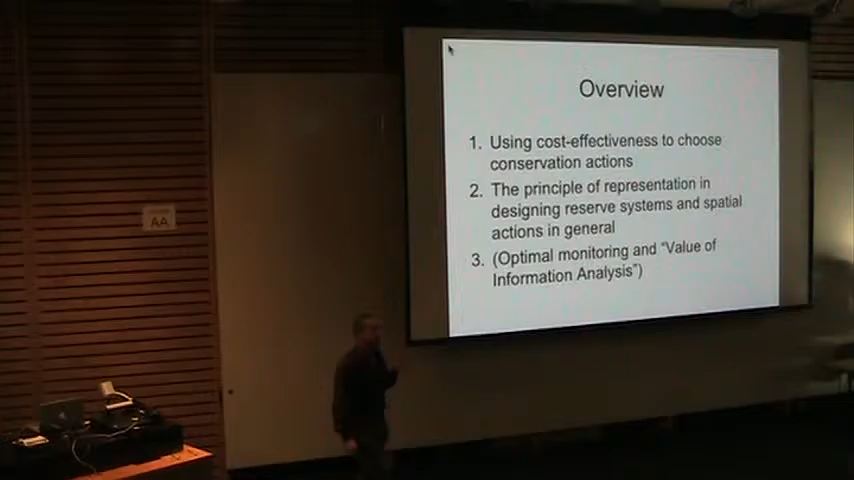 Overview
1. Using cost-effectiveness to choose
conservation actions
2. The principle of representation in
designing reserve systems and spatial
actions in general
3. (Optimal monitoring and “Value of
Information Analysis”)
AA